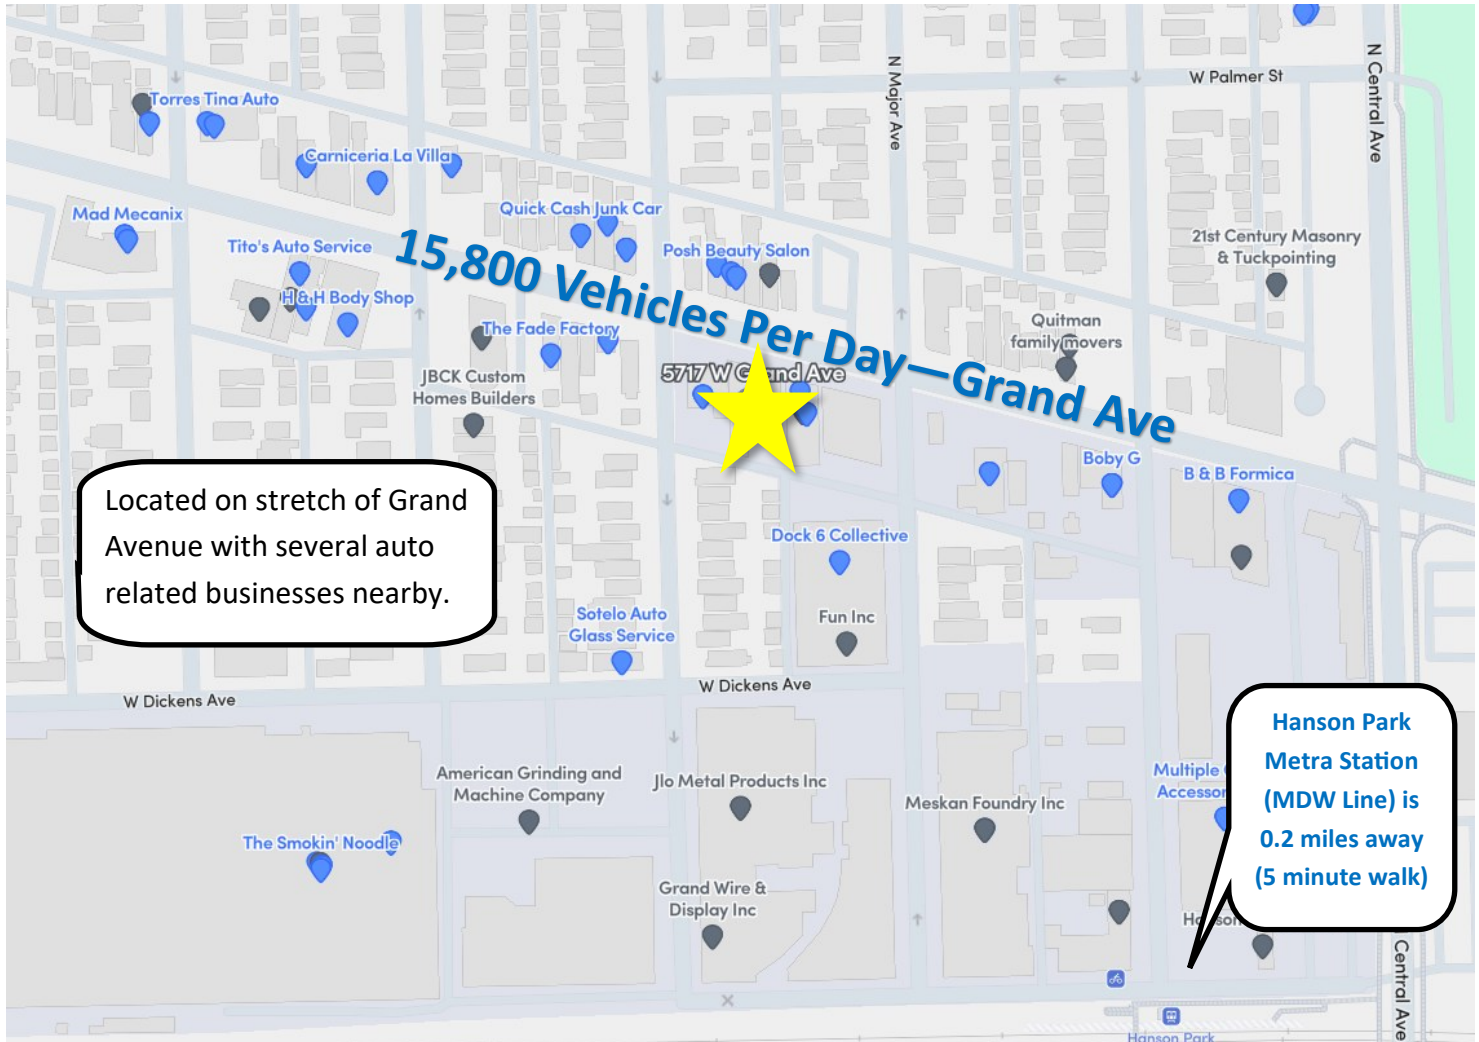 N Central Ave
W Palmer St
N Major Ave
Torres Tina Auto
Carniceria La Villa
Mad Mecanix
Quick Cash Junk Car
Tito's Auto Service
Posh Beauty Salon
21st Century Masonry
& Tuckpointing
15,800 Vehicles Per Day—Grand Ave
H & H Body Shop
The Fade Factory
Quitman
family movers
5717 W Grand Ave
JBCK Custom
Homes Builders
Boby G
B & B Formica
Located on stretch of Grand
Avenue with several auto
related businesses nearby.
Dock 6 Collective
Fun Inc
Sotelo Auto
Glass Service
W Dickens Ave
W Dickens Ave
Hanson Park
Metra Station
(MDW Line) is
0.2 miles away
(5 minute walk)
American Grinding and
Machine Company
Jlo Metal Products Inc
Meskan Foundry Inc
Multiple
The Smokin' Noodle
Grand Wire &
Display Inc
Central Ave
Hanson Park